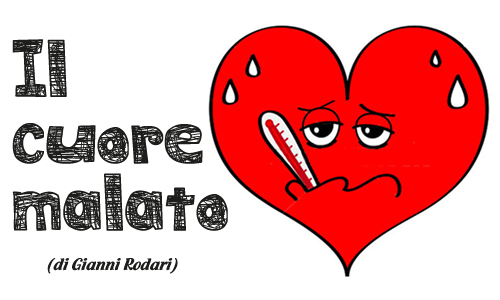 Il
cuore
malato
(di Gianni Rodari)